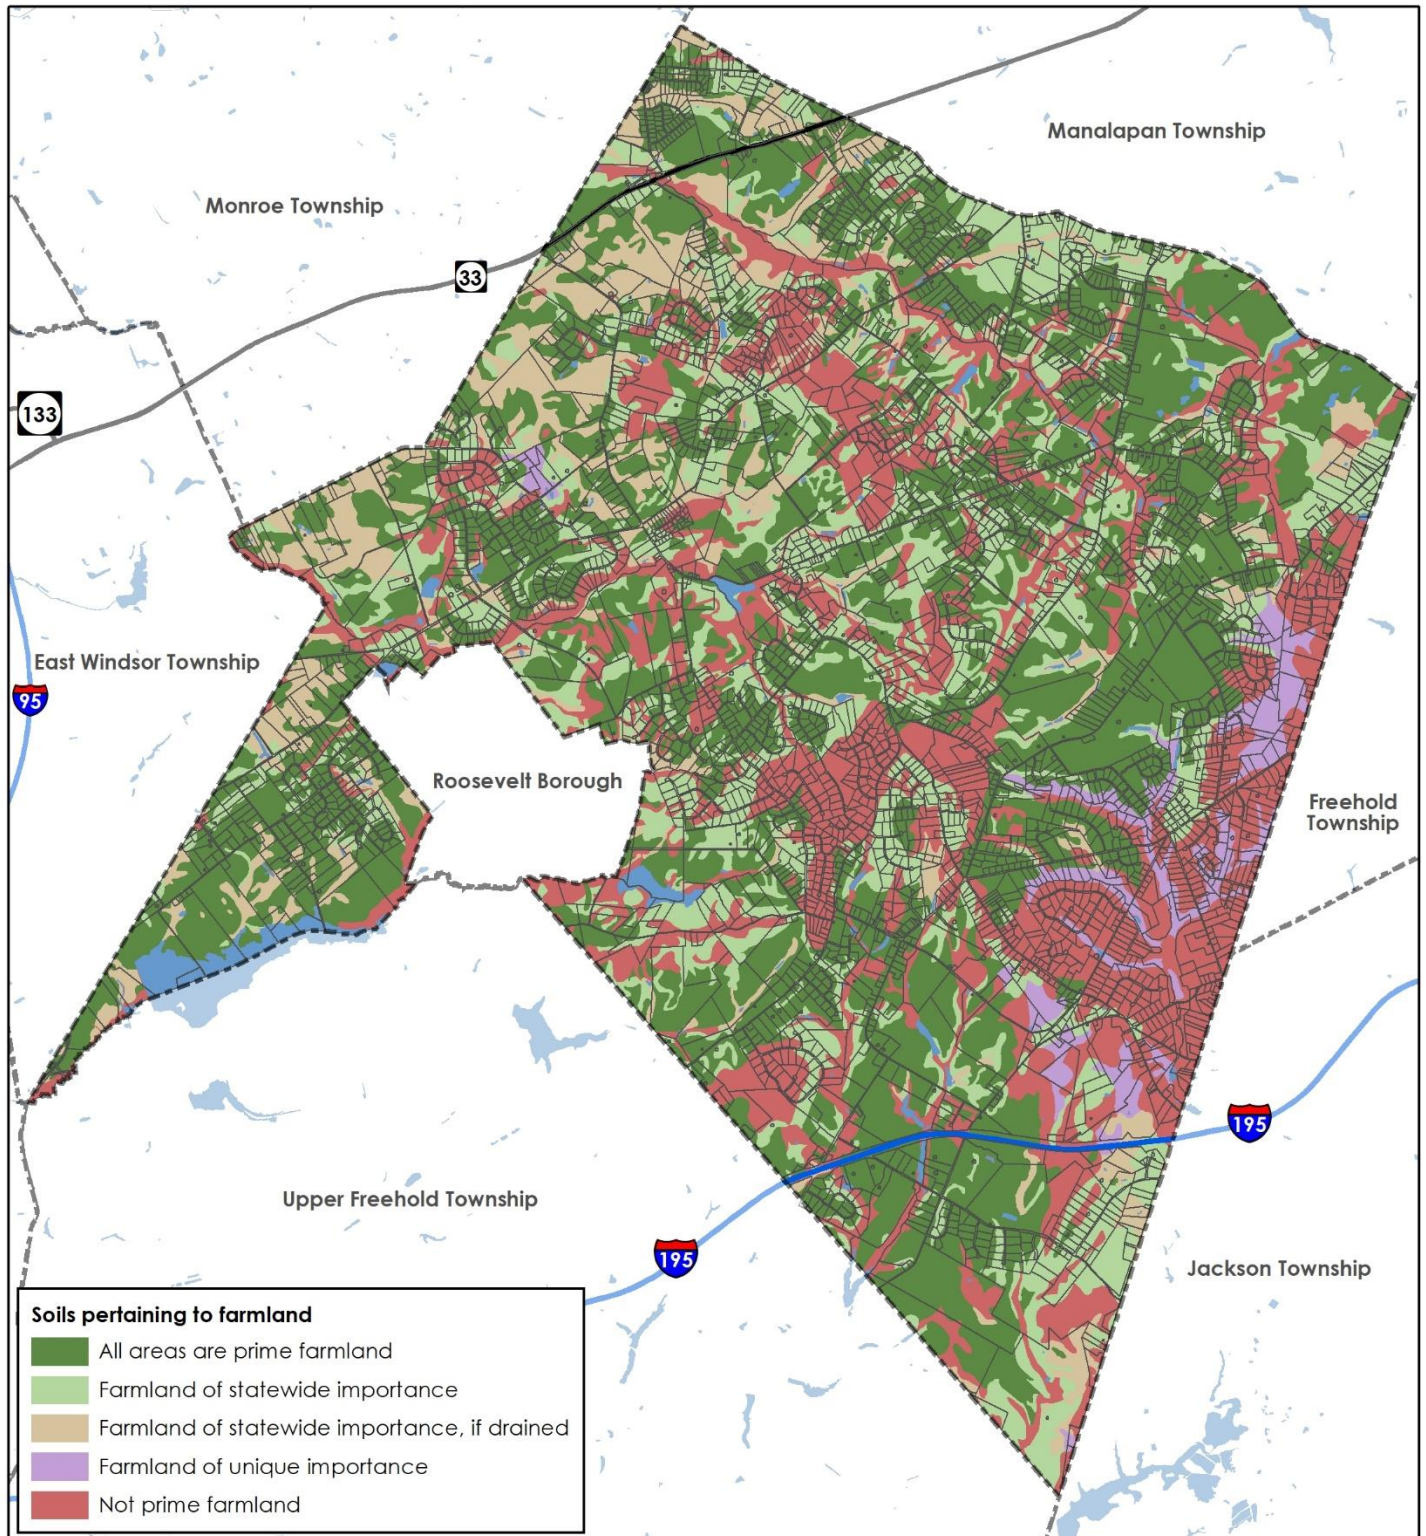 Manalapan Township
Monroe Township
33
133
East Windsor Township
95
Roosevelt Borough
Freehold
Township
195
Upper Freehold Township
195
Jackson Township
Soils pertaining to farmland
All areas are prime farmland
Farmland of statewide importance
Farmland of statewide importance, if drained
Farmland of unique importance
Not prime farmland